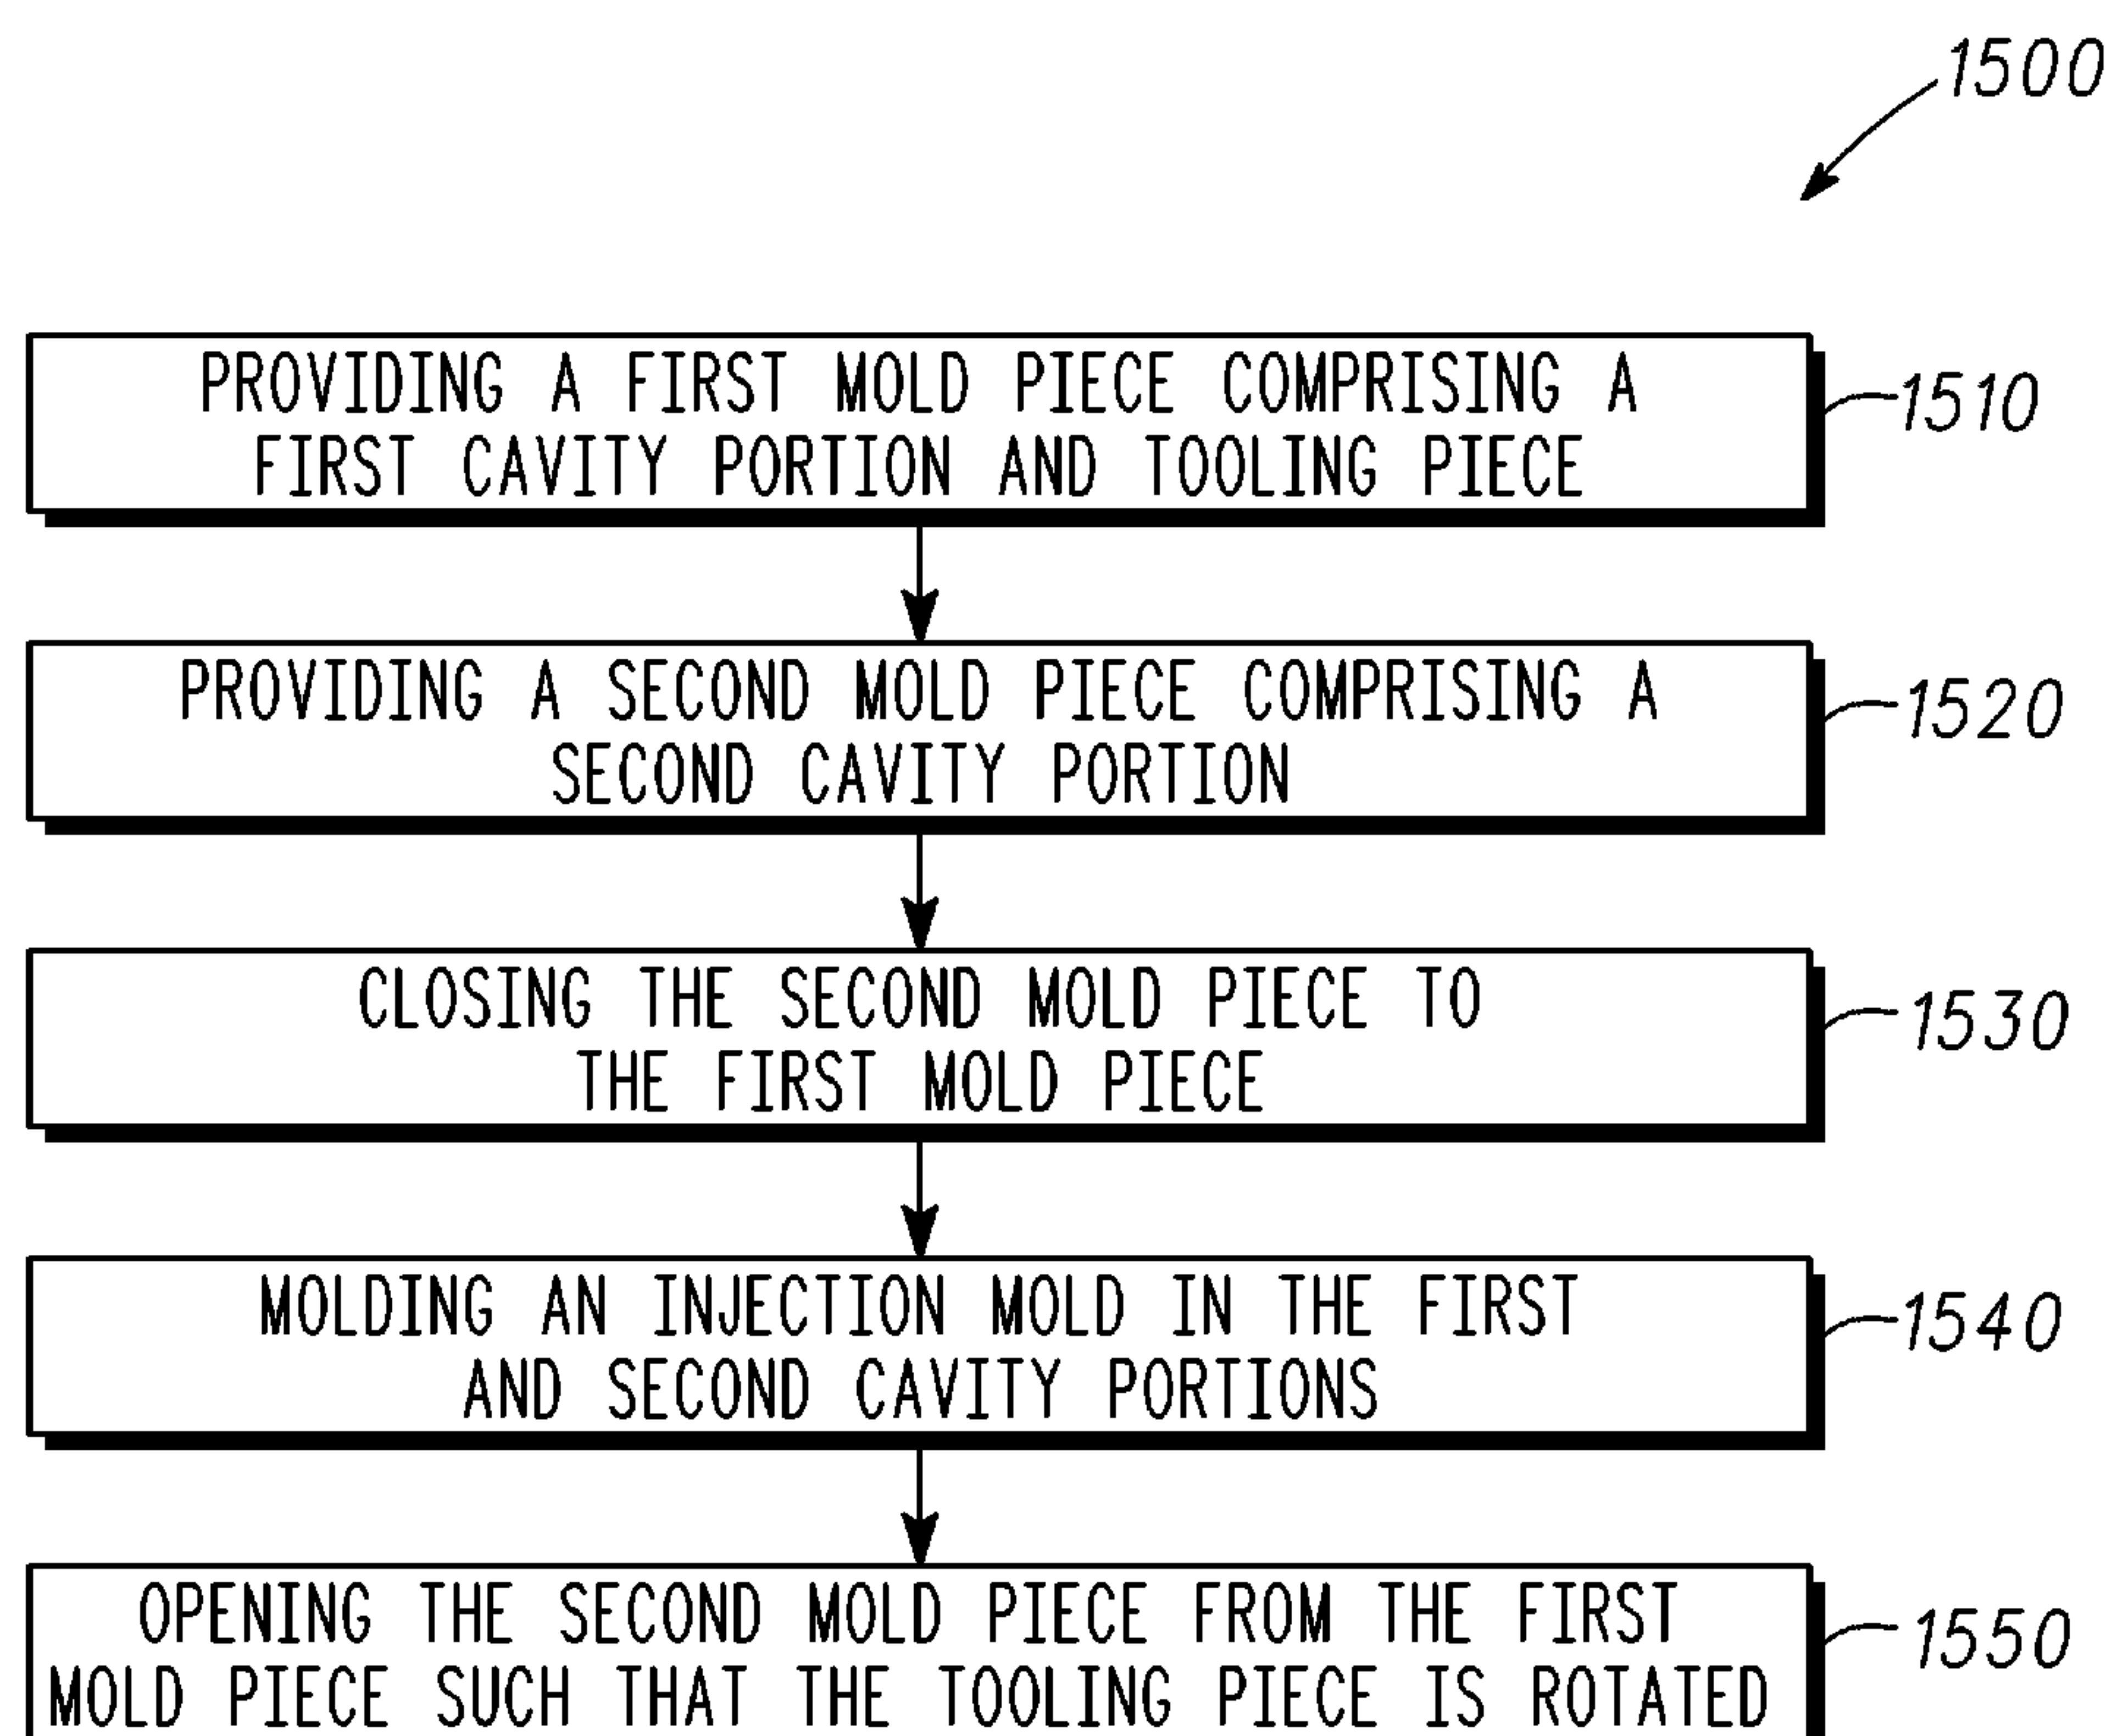 1500
PROVIDING A FIRST MOLD PIECE COMPRISING A
FIRST CAVITY PORTION AND TOOLING PIECE
1510
PROVIDING A SECOND MOLD PIECE COMPRISING A
SECOND CAVITY PORTION
1520
CLOSING THE SECOND MOLD PIECE TO
THE FIRST MOLD PIECE
1530
MOLDING AN INJECTION MOLD IN THE FIRST
AND SECOND CAVITY PORTIONS
1540
OPENING THE SECOND MOLD PIECE FROM THE FIRST
MOLD PIECE SUCH THAT THE TOOLING PIECE IS ROTATED
1550